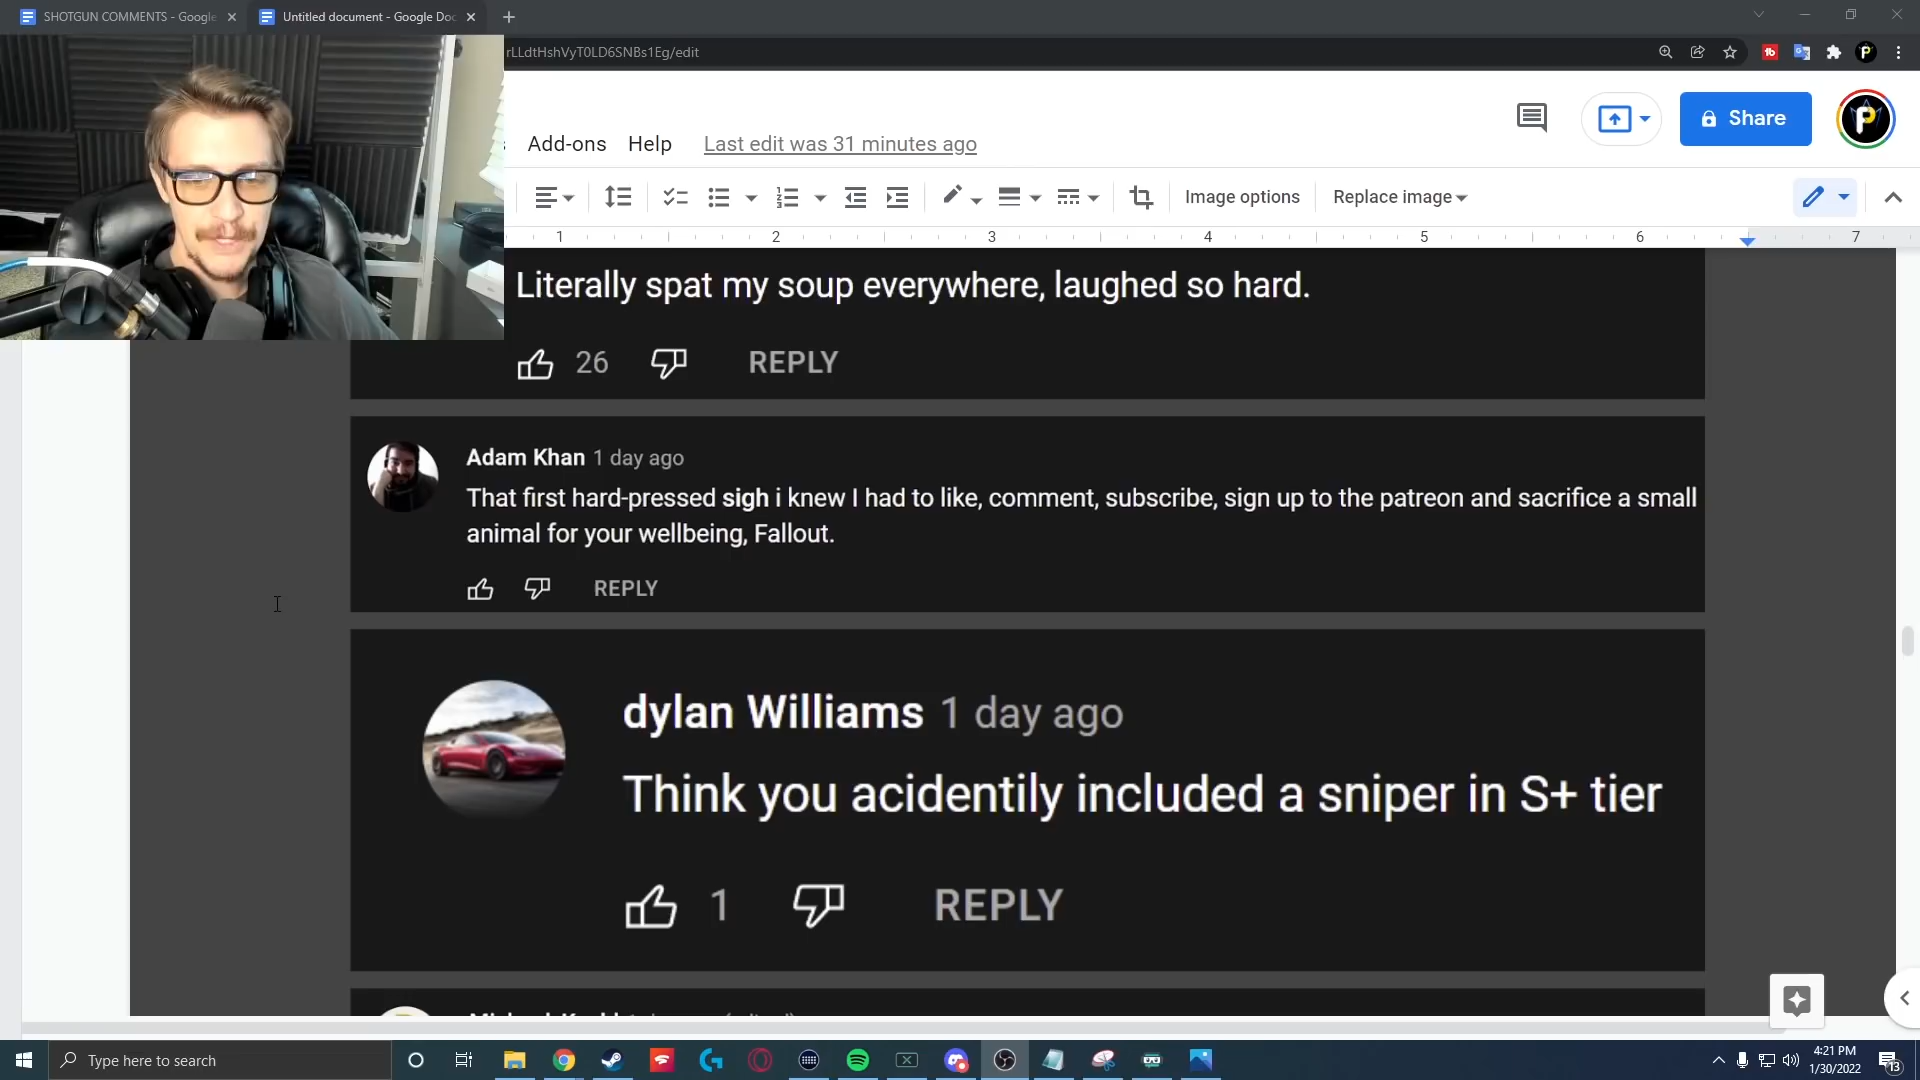 SHOTGUN COMMENTS - Google
Untitled document - Google Doc
rLLdtHshVyT0LD6SNBs1Eg/edit
Share
Add-ons Help Last edit was 31 minutes ago
Image options Replace image
1 2 3 4 5 6 7
Literally spat my soup everywhere, laughed so hard.
26 REPLY
Adam Khan 1 day ago
That first hard-pressed sigh i knew I had to like, comment, subscribe, sign up to the patreon and sacrifice a small
animal for your wellbeing, Fallout.
REPLY
dylan Williams 1 day ago
Think you acidentily included a sniper in S+ tier
1 REPLY
Type here to search
4:21 PM
1/30/2022
13